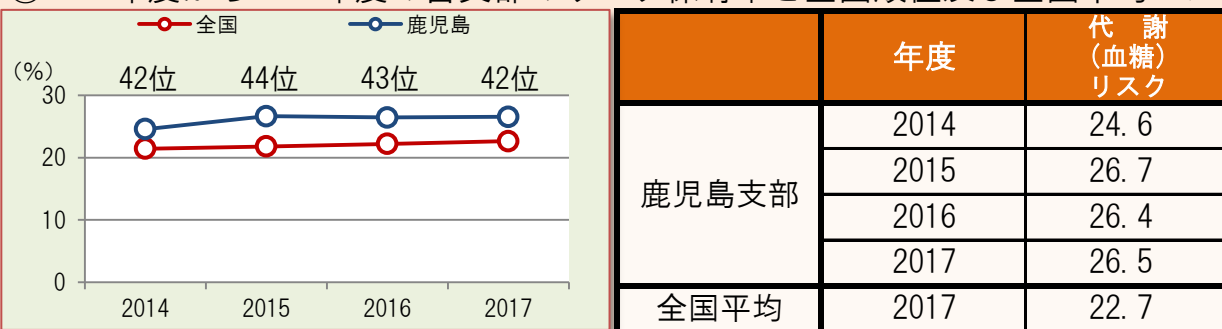 全国 鹿児島
(%) 42位 44位 43位 42位
30
20
10
0
2014 2015 2016 2017
年度 代 謝
(血糖)
リスク
鹿児島支部 2014 24.6
2015 26.7
2016 26.4
2017 26.5
全国平均 2017 22.7